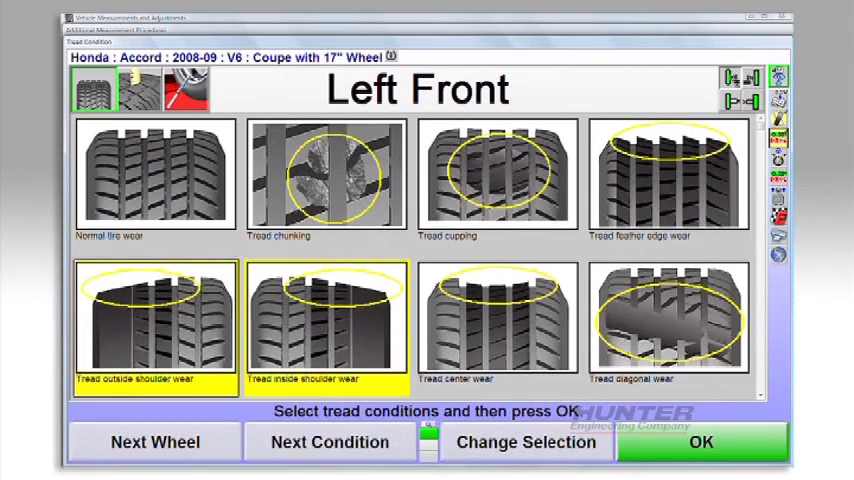 Vehicle Measurements and Adjustments
Additional Measurement Procedures
Tread Condition
Honda : Accord : 2008-09 : V6 : Coupe with 17" Wheel
Left Front
Normal tire wear
Tread chunking
Tread cupping
Tread feather edge wear
Tread outside shoulder wear
Tread inside shoulder wear
Tread center wear
Tread diagonal wear
Select tread conditions and then press OK.
HUNTER
Engineering Company
Next Wheel
Next Condition
Change Selection
OK